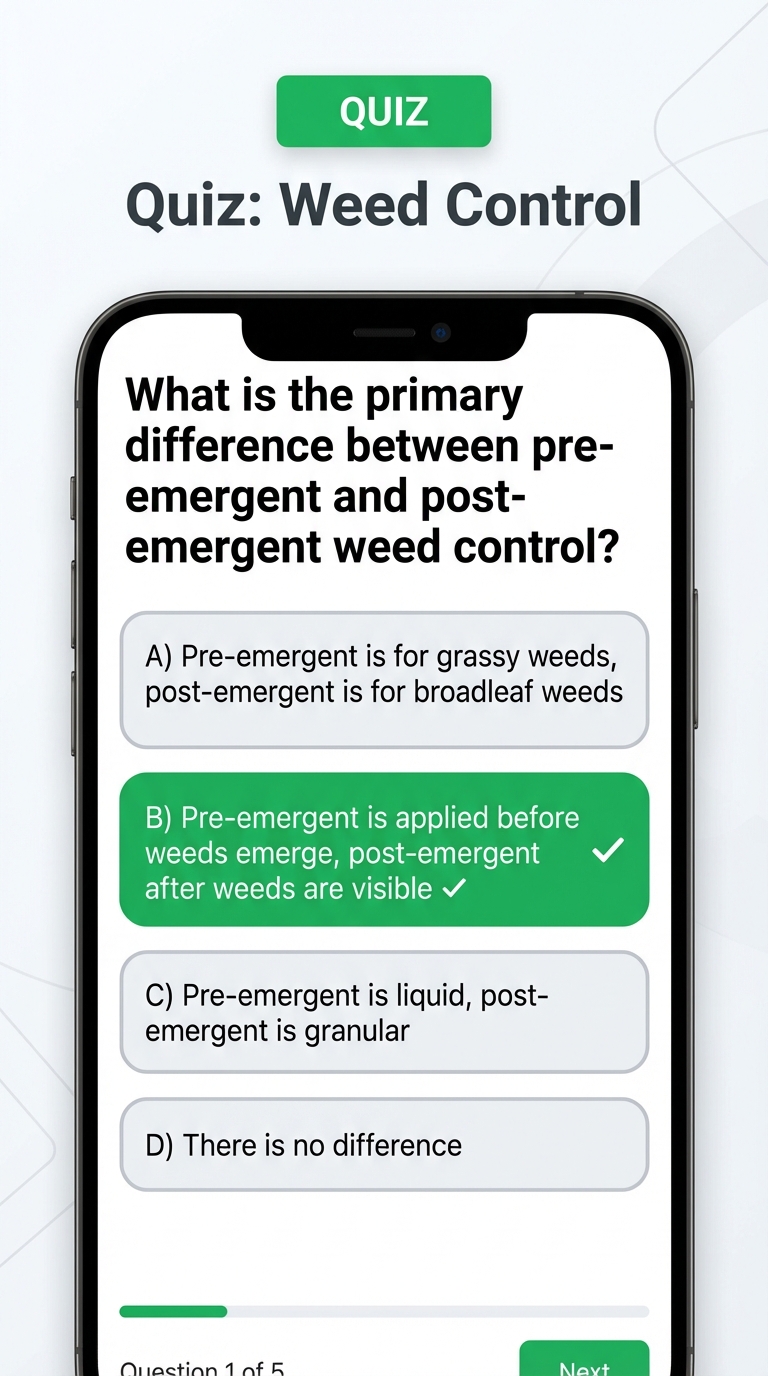 QUIZ
Quiz: Weed Control
What is the primary
difference between pre-
emergent and post-
emergent weed control?
A) Pre-emergent is for grassy weeds,
post-emergent is for broadleaf weeds
B) Pre-emergent is applied before
weeds emerge, post-emergent
after weeds are visible ✓
C) Pre-emergent is liquid, post-
emergent is granular
D) There is no difference
Question 1 of 5
Next